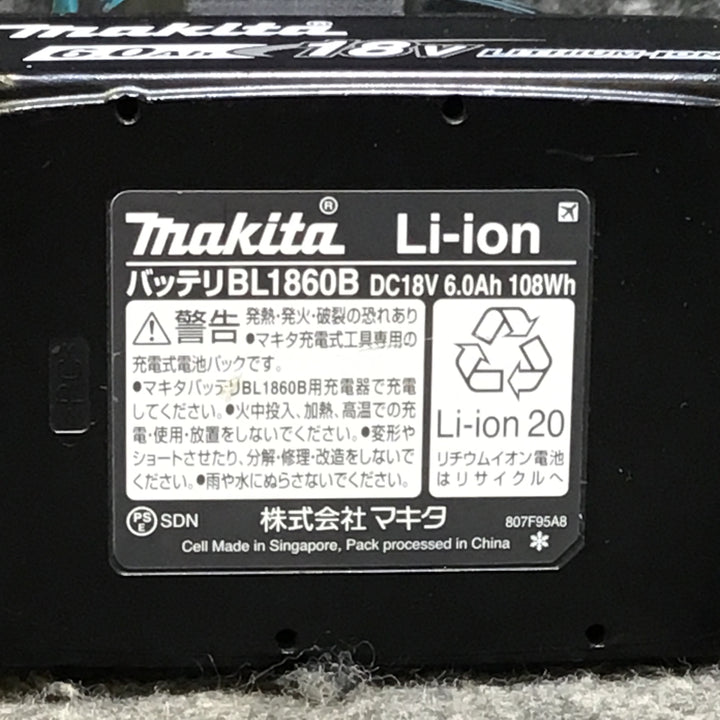 makita
6.0Ah 18V LITHIUM-ION
makita® Li-ion
バッテリBL1860B DC18V 6.0Ah 108Wh
警告 発熱・発火・破裂の恐れあり
●マキタ充電式工具専用の
充電式電池パックです。
●マキタバッテリBL1860B用充電器で充電
してください。●火中投入、加熱、高温での充
電・使用・放置をしないでください。●変形や
ショートさせたり、分解・修理・改造をしないで
ください。●雨や水にぬらさないでください。
Li-ion 20
リチウムイオン電池
はリサイクルへ
PS
E SDN 株式会社マキタ 807F95A8
Cell Made in Singapore, Pack processed in China
>PC<